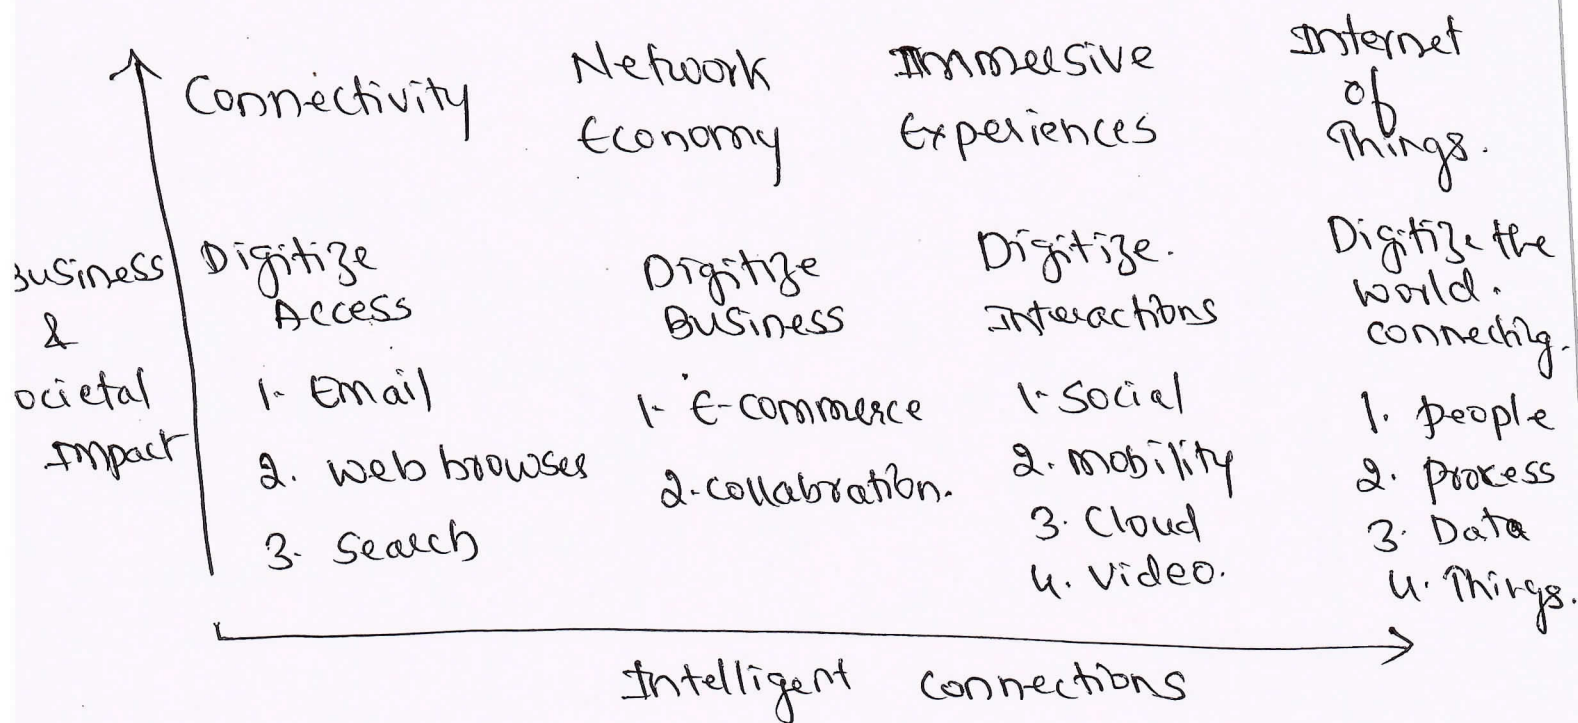 Connectivity
Network
Economy
Immersive
Experiences
Internet
of
Things.
Business
&
ocietal
Impact
Digitize
Access
1. Email
2. web browser
3. Search
Digitize
Business
1. E-commerce
2. collabration.
Digitize.
Interactions
1. Social
2. mobility
3. Cloud
4. Video.
Digitize the
world.
connecting.
1. people
2. process
3. Data
4. Things.
Intelligent connections